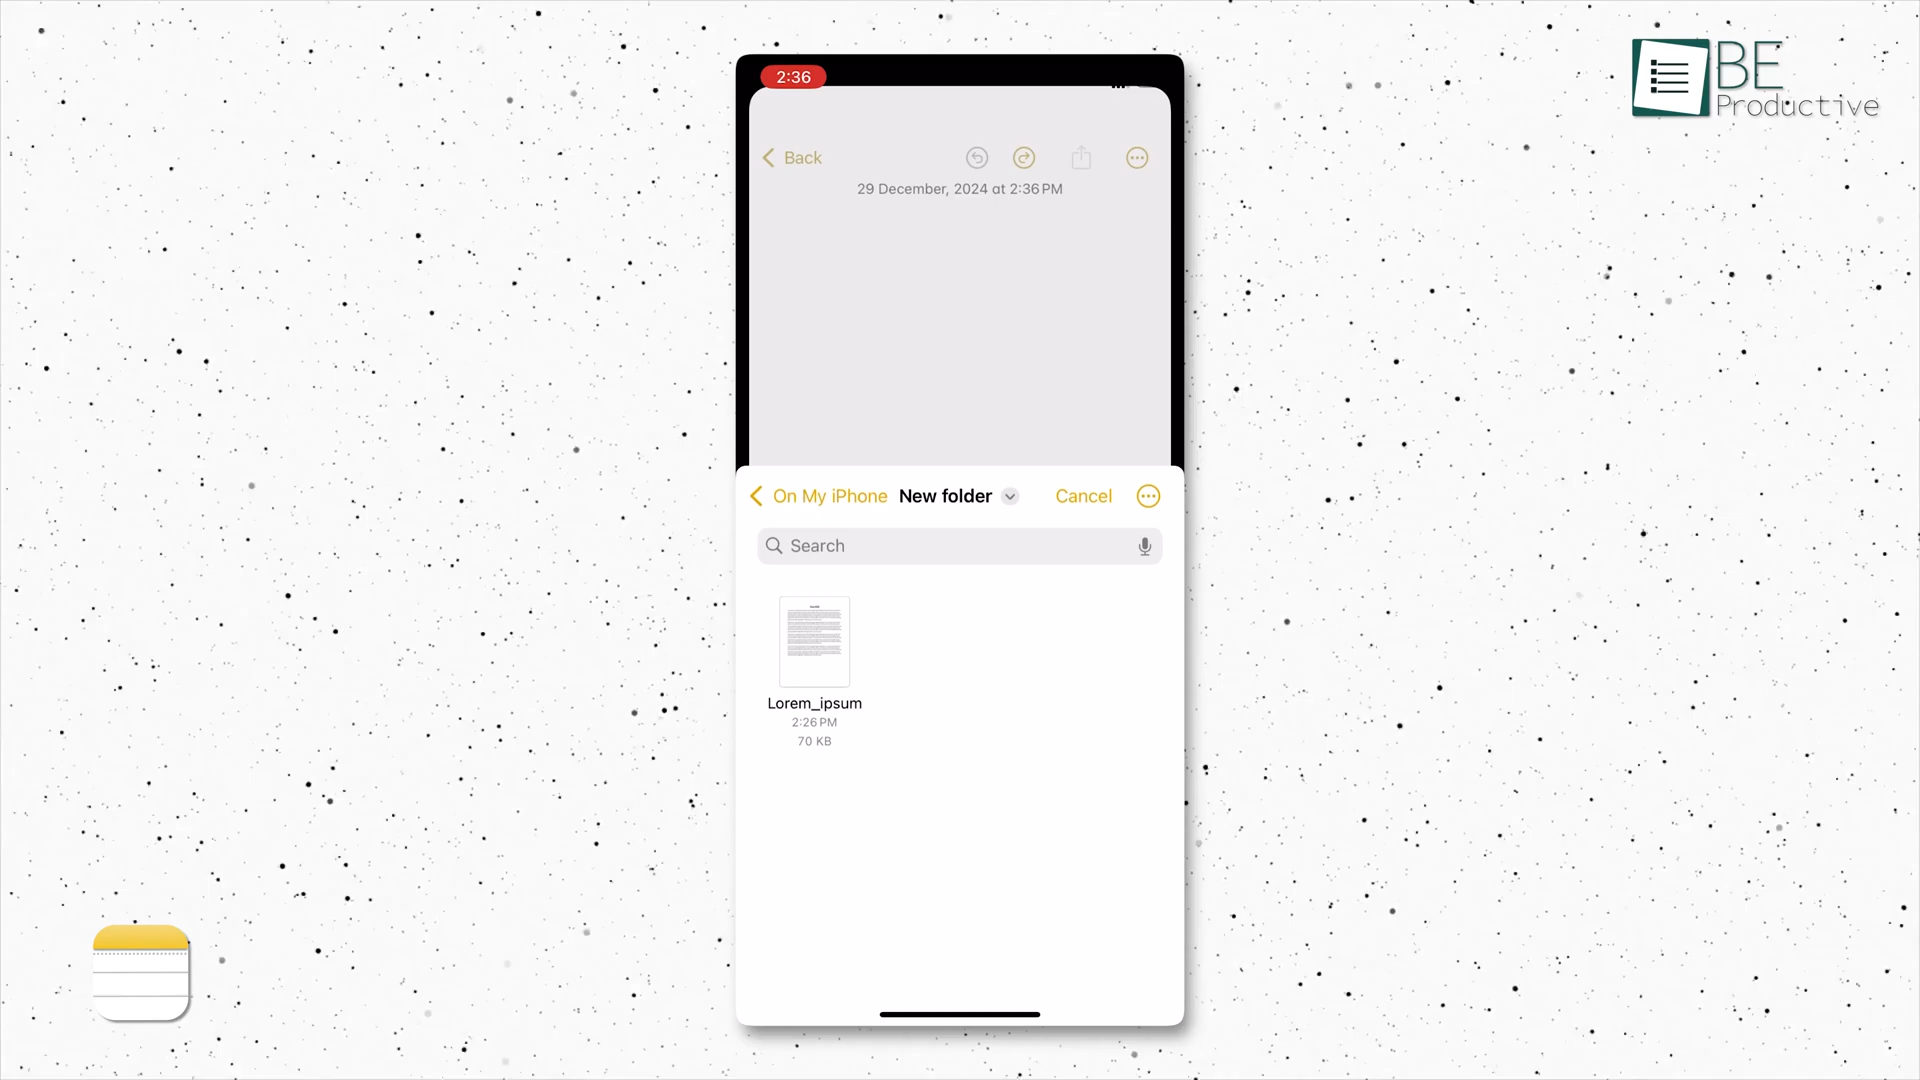 BE
Productive
2:36
Back
29 December, 2024 at 2:36 PM
On My iPhone New folder Cancel
Search
Lorem_ipsum
2:26 PM
70 KB